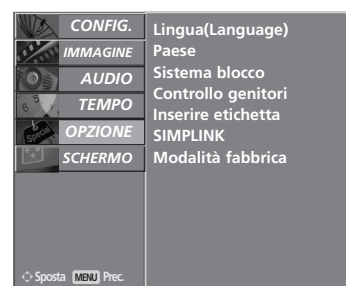 CONFIG.
IMMAGINE
AUDIO
TEMPO
OPZIONE
SCHERMO
Lingua(Language)
Paese
Sistema blocco
Controllo genitori
Inserire etichetta
SIMPLINK
Modalità fabbrica
Sposta MENU Prec.